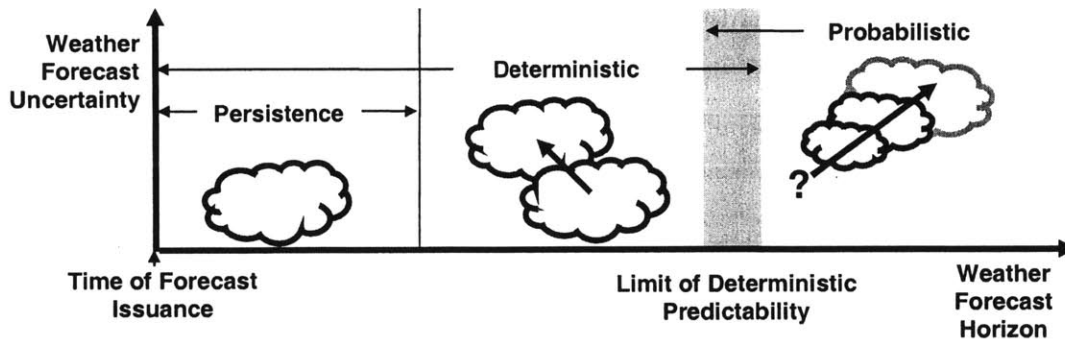 Weather
Forecast
Uncertainty
Probabilistic
Deterministic
Persistence
?
Time of Forecast
Issuance
Limit of Deterministic
Predictability
Weather
Forecast
Horizon